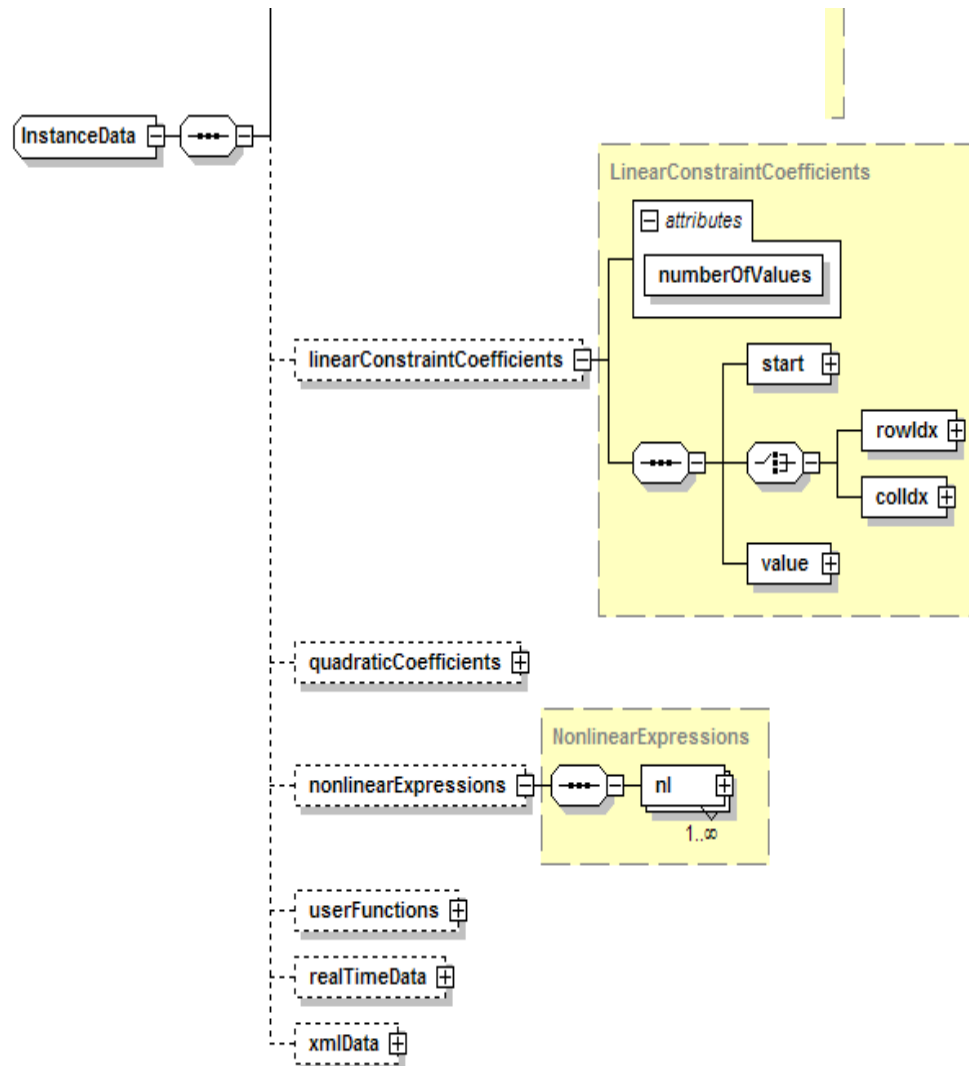 InstanceData
LinearConstraintCoefficients
attributes
numberOfValues
linearConstraintCoefficients
start
rowIdx
colIdx
value
quadraticCoefficients
NonlinearExpressions
nonlinearExpressions
nl
1..∞
userFunctions
realTimeData
xmlData